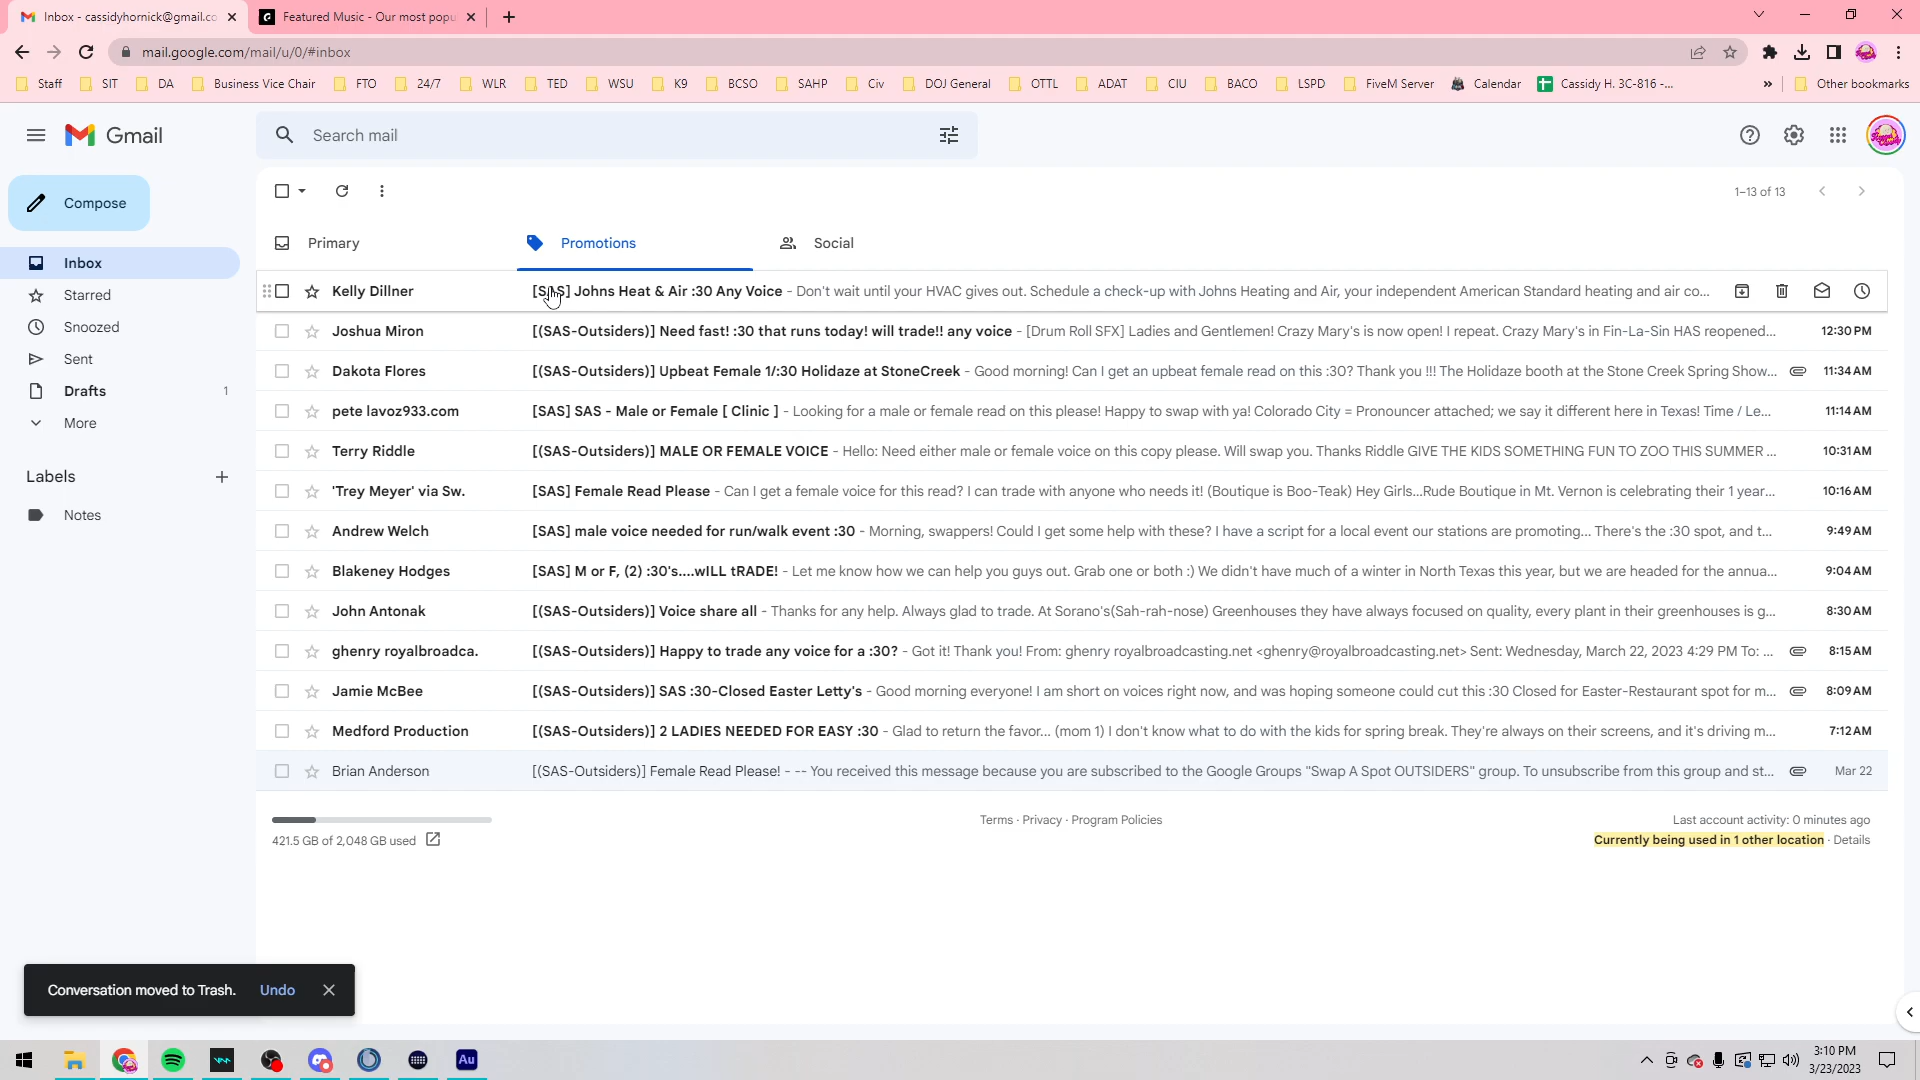 Inbox - cassidyhornick@gmail.co
Featured Music - Our most popu
mail.google.com/mail/u/0/#inbox
Staff
SIT
DA
Business Vice Chair
FTO
24/7
WLR
TED
WSU
K9
BCSO
SAHP
Civ
DOJ General
OTTL
ADAT
CIU
BACO
LSPD
FiveM Server
Calendar
Cassidy H. 3C-816 -...
»
Other bookmarks
Gmail
Search mail
Compose
1–13 of 13
Primary
Promotions
Social
Inbox
Starred
Snoozed
Sent
Drafts 1
More
Labels
Notes
Kelly Dillner [SAS] Johns Heat & Air :30 Any Voice - Don't wait until your HVAC gives out. Schedule a check-up with Johns Heating and Air, your independent American Standard heating and air co...
Joshua Miron [(SAS-Outsiders)] Need fast! :30 that runs today! will trade!! any voice - [Drum Roll SFX] Ladies and Gentlemen! Crazy Mary's is now open! I repeat. Crazy Mary's in Fin-La-Sin HAS reopened... 12:30 PM
Dakota Flores [(SAS-Outsiders)] Upbeat Female 1/:30 Holidaze at StoneCreek - Good morning! Can I get an upbeat female read on this :30? Thank you !!! The Holidaze booth at the Stone Creek Spring Show... 11:34 AM
pete lavoz933.com [SAS] SAS - Male or Female [ Clinic ] - Looking for a male or female read on this please! Happy to swap with ya! Colorado City = Pronouncer attached; we say it different here in Texas! Time / Le... 11:14 AM
Terry Riddle [(SAS-Outsiders)] MALE OR FEMALE VOICE - Hello: Need either male or female voice on this copy please. Will swap you. Thanks Riddle GIVE THE KIDS SOMETHING FUN TO ZOO THIS SUMMER ... 10:31 AM
'Trey Meyer' via Sw. [SAS] Female Read Please - Can I get a female voice for this read? I can trade with anyone who needs it! (Boutique is Boo-Teak) Hey Girls...Rude Boutique in Mt. Vernon is celebrating their 1 year... 10:16 AM
Andrew Welch [SAS] male voice needed for run/walk event :30 - Morning, swappers! Could I get some help with these? I have a script for a local event our stations are promoting... There's the :30 spot, and t... 9:49 AM
Blakeney Hodges [SAS] M or F, (2) :30's....wILL tRADE! - Let me know how we can help you guys out. Grab one or both :) We didn't have much of a winter in North Texas this year, but we are headed for the annua... 9:04 AM
John Antonak [(SAS-Outsiders)] Voice share all - Thanks for any help. Always glad to trade. At Sorano's(Sah-rah-nose) Greenhouses they have always focused on quality, every plant in their greenhouses is g... 8:30 AM
ghenry royalbroadca. [(SAS-Outsiders)] Happy to trade any voice for a :30? - Got it! Thank you! From: ghenry royalbroadcasting.net <ghenry@royalbroadcasting.net> Sent: Wednesday, March 22, 2023 4:29 PM To: ... 8:15 AM
Jamie McBee [(SAS-Outsiders)] SAS :30-Closed Easter Letty's - Good morning everyone! I am short on voices right now, and was hoping someone could cut this :30 Closed for Easter-Restaurant spot for m... 8:09 AM
Medford Production [(SAS-Outsiders)] 2 LADIES NEEDED FOR EASY :30 - Glad to return the favor... (mom 1) I don't know what to do with the kids for spring break. They're always on their screens, and it's driving m... 7:12 AM
Brian Anderson [(SAS-Outsiders)] Female Read Please! - -- You received this message because you are subscribed to the Google Groups "Swap A Spot OUTSIDERS" group. To unsubscribe from this group and st... Mar 22
421.5 GB of 2,048 GB used
Terms · Privacy · Program Policies
Last account activity: 0 minutes ago
Currently being used in 1 other location · Details
Conversation moved to Trash. Undo
Au
3:10 PM
3/23/2023